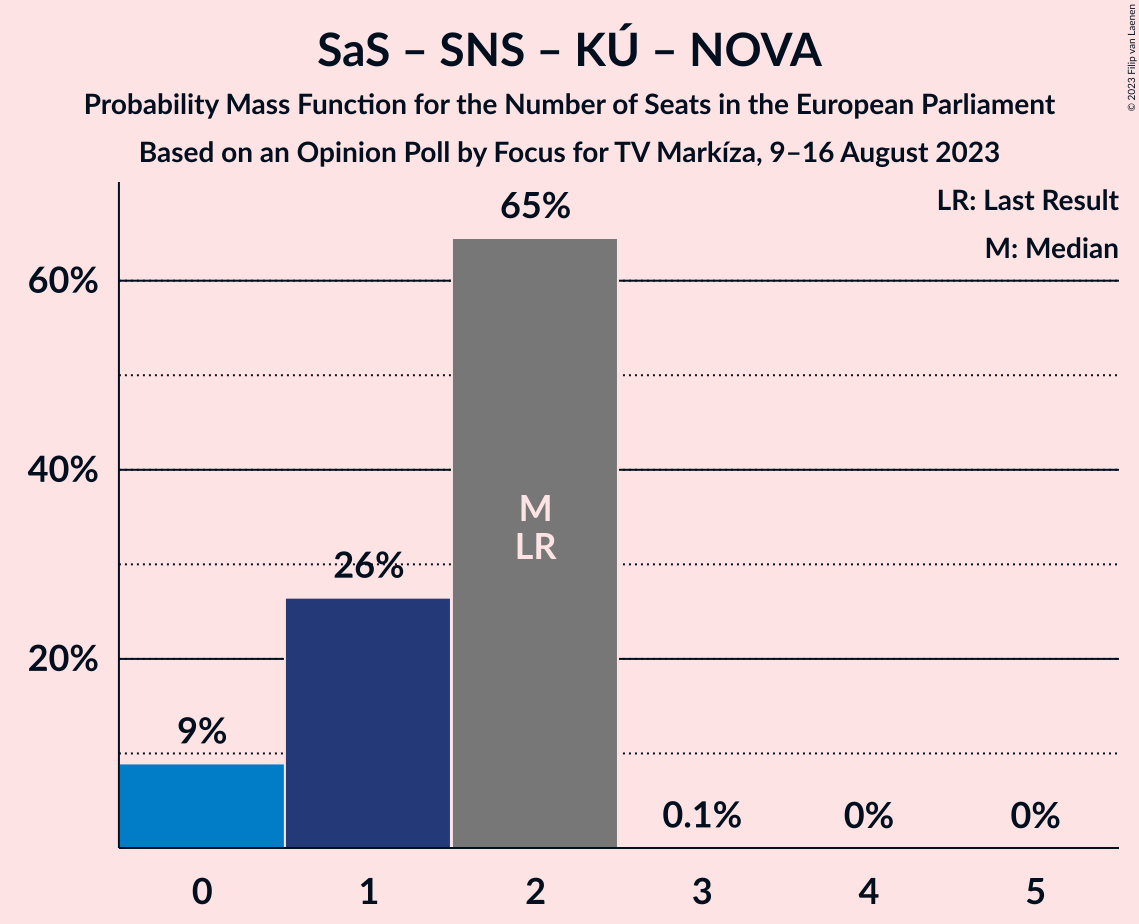 SaS – SNS – KÚ – NOVA
Probability Mass Function for the Number of Seats in the European Parliament
Based on an Opinion Poll by Focus for TV Markíza, 9–16 August 2023
© 2023 Filip van Laenen
LR: Last Result
M: Median
65%
60%
40%
M
LR
26%
20%
9%
0.1%
0%
0%
0 1 2 3 4 5